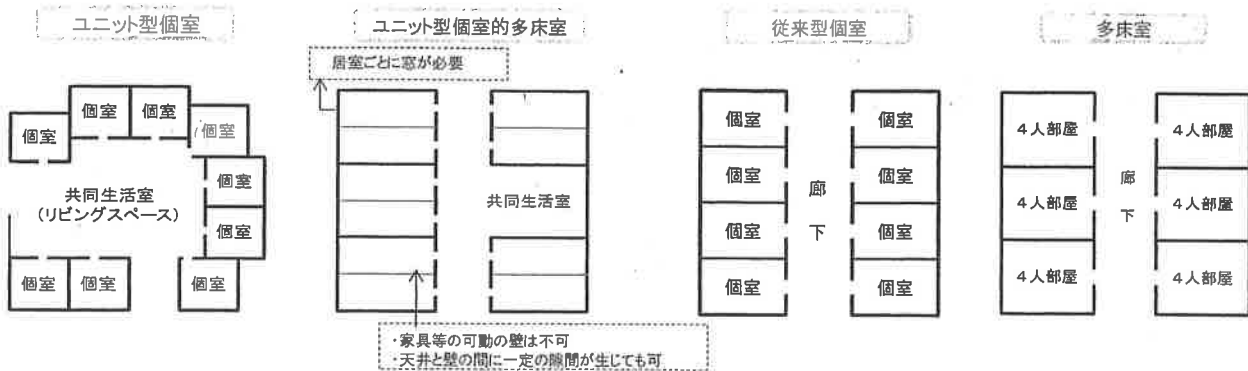 ユニット型個室
個室
個室
個室
個室
個室
個室
共同生活室
(リビングスペース)
個室
個室
個室
ユニット型個室的多床室
居室ごとに窓が必要
共同生活室
・家具等の可動の壁は不可
・天井と壁の間に一定の隙間が生じても可
従来型個室
個室
個室
個室
個室
廊
下
個室
個室
個室
個室
多床室
4人部屋
4人部屋
4人部屋
廊
下
4人部屋
4人部屋
4人部屋